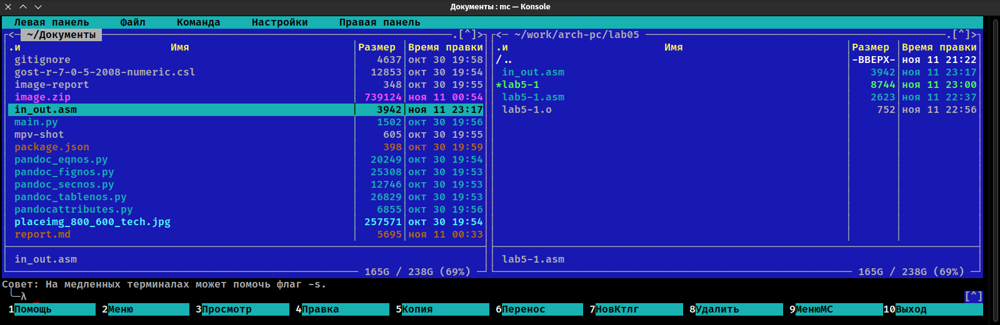 Документы : mc — Konsole
Левая панель Файл Команда Настройки Правая панель
<─ ~/Документы .[^]> <─ ~/work/arch-pc/lab05 .[^]>
.и Имя Размер Время правки .и Имя Размер Время правки
gitignore 4637 окт 30 19:58 /.. -ВВЕРХ- ноя 11 21:22
gost-r-7-0-5-2008-numeric.csl 12853 окт 30 19:54 in_out.asm 3942 ноя 11 23:17
image-report 348 окт 30 19:55 *lab5-1 8744 ноя 11 23:00
image.zip 739124 ноя 11 00:54 lab5-1.asm 2623 ноя 11 22:37
in_out.asm 3942 ноя 11 23:17 lab5-1.o 752 ноя 11 22:56
main.py 1502 окт 30 19:56
mpv-shot 605 окт 30 19:55
package.json 398 окт 30 19:59
pandoc_eqnos.py 20249 окт 30 19:54
pandoc_fignos.py 25308 окт 30 19:53
pandoc_secnos.py 12746 окт 30 19:53
pandoc_tablenos.py 26829 окт 30 19:53
pandocattributes.py 6855 окт 30 19:56
placeimg_800_600_tech.jpg 257571 окт 30 19:54
report.md 5695 ноя 11 00:33
in_out.asm lab5-1.asm
165G / 238G (69%) 165G / 238G (69%)
Совет: На медленных терминалах может помочь флаг -s.
╰─λ _ [^]
1Помощь 2Меню 3Просмотр 4Правка 5Копия 6Перенос 7НовКтлг 8Удалить 9МенюМС 10Выход